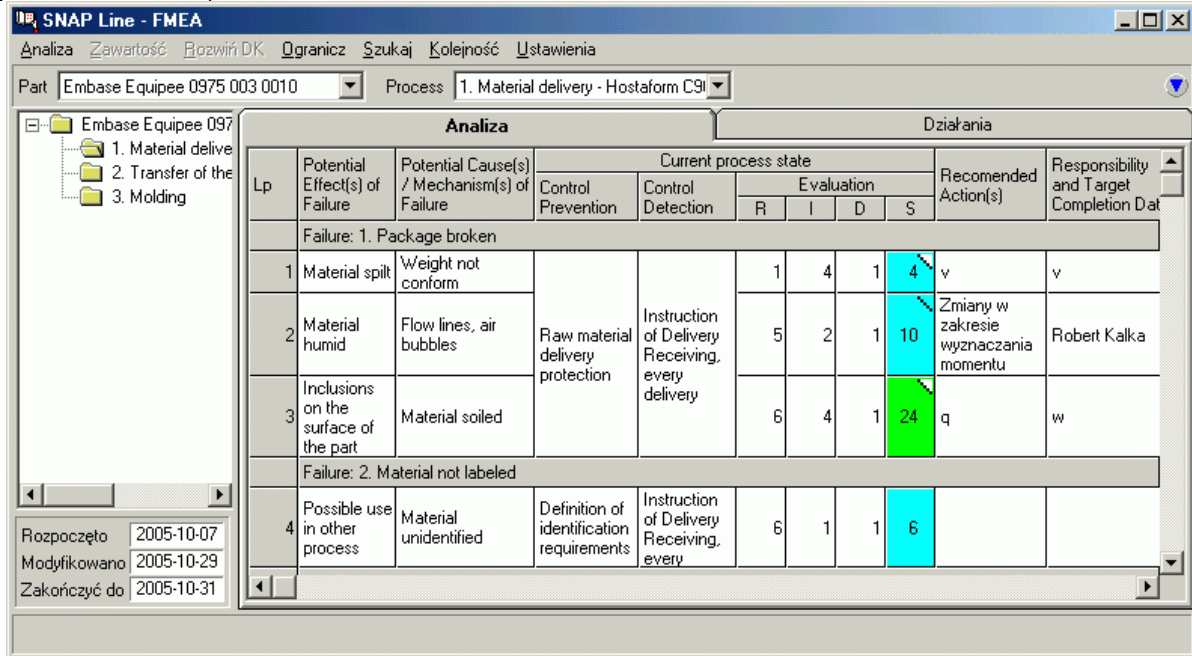 SNAP Line - FMEA
Analiza Zawartość Rozwiń DK Ogranicz Szukaj Kolejność Ustawienia
Part Embase Equipee 0975 003 0010 Process 1. Material delivery - Hostaform C9
Embase Equipee 097
1. Material delive
2. Transfer of the
3. Molding
Rozpoczęto 2005-10-07
Modyfikowano 2005-10-29
Zakończyć do 2005-10-31
Analiza Działania
Lp
Potential
Effect(s) of
Failure
Potential Cause(s)
/ Mechanism(s) of
Failure
Current process state
Control
Prevention
Control
Detection
Evaluation
R I D S
Recomended
Action(s)
Responsibility
and Target
Completion Dat
Failure: 1. Package broken
1
Material spilt
Weight not
conform
Raw material
delivery
protection
Instruction
of Delivery
Receiving,
every
delivery
1 4 1 4
v
v
2
Material
humid
Flow lines, air
bubbles
5 2 1 10
Zmiany w
zakresie
wyznaczania
momentu
Robert Kalka
3
Inclusions
on the
surface of
the part
Material soiled
6 4 1 24
q
w
Failure: 2. Material not labeled
4
Possible use
in other
process
Material
unidentified
Definition of
identification
requirements
Instruction
of Delivery
Receiving,
every
6 1 1 6